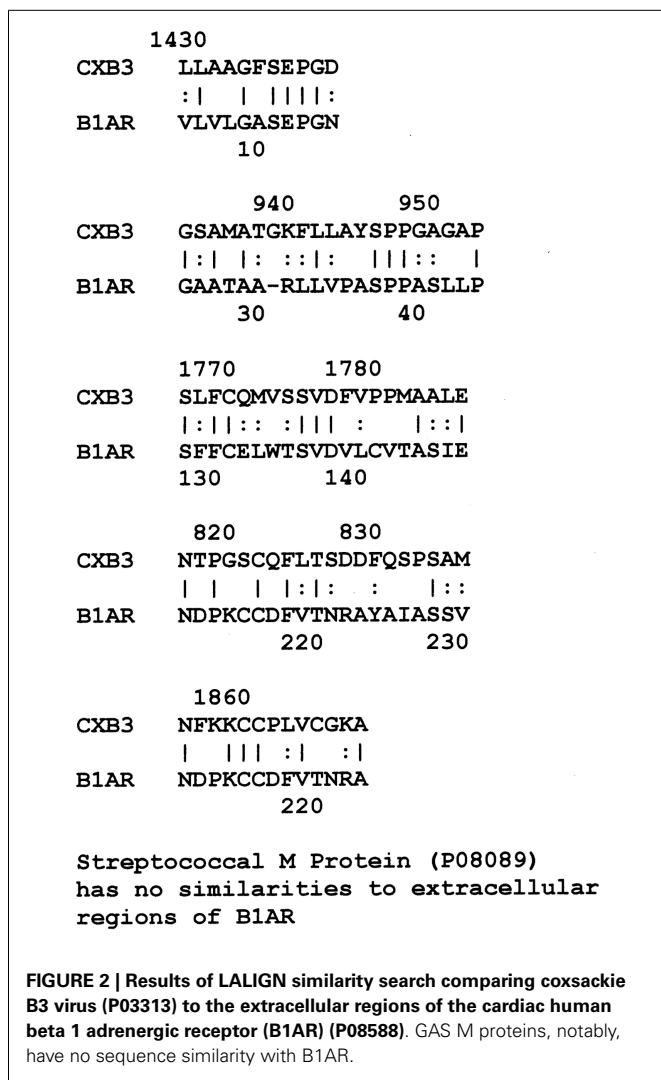 1430
CXB3 LLAAGFSEPGD
:| | ||||:
B1AR VLVLGASEPGN
10
940 950
CXB3 GSAMATGKFLLAYSPPGAGAP
|:| |: ::|: |||:: |
B1AR GAATAA-RLLVPASPPASLLP
30 40
1770 1780
CXB3 SLFCQMVSSVDFVPPMAALE
|:||:: :||| : |::|
B1AR SFFCELWTSVDVLCVTASIE
130 140
820 830
CXB3 NTPGSCQFLTSDDFQSPSAM
| | | |:|: : |::
B1AR NDPKCCDFVTNRAYAIASSV
220 230
1860
CXB3 NFKKCCPLVCGKA
| ||| :| :|
B1AR NDPKCCDFVTNRA
220
Streptococcal M Protein (P08089)
has no similarities to extracellular
regions of B1AR
FIGURE 2 | Results of LALIGN similarity search comparing coxsackie
B3 virus (P03313) to the extracellular regions of the cardiac human
beta 1 adrenergic receptor (B1AR) (P08588). GAS M proteins, notably,
have no sequence similarity with B1AR.